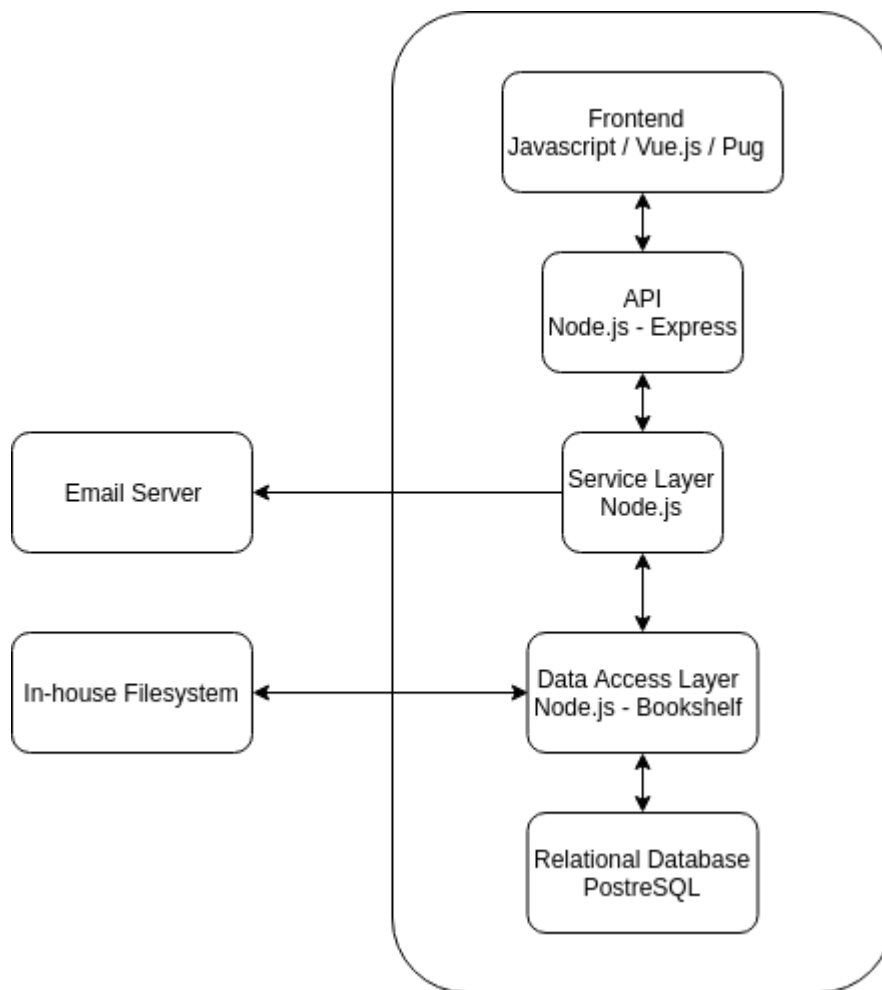 Frontend
Javascript / Vue.js / Pug
API
Node.js - Express
Email Server
Service Layer
Node.js
In-house Filesystem
Data Access Layer
Node.js - Bookshelf
Relational Database
PostreSQL